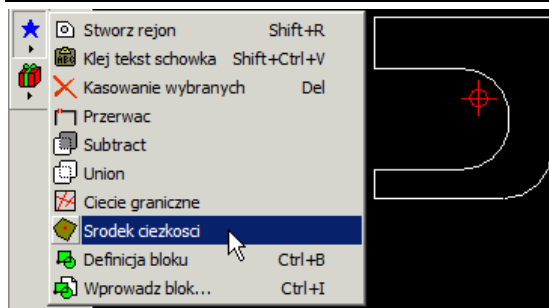 Stworz rejon Shift+R
Klej tekst schowka Shift+Ctrl+V
Kasowanie wybranych Del
Przerwac
Subtract
Union
Ciecie graniczne
Srodek ciezkosci
Definicja bloku Ctrl+B
Wprowadz blok... Ctrl+I